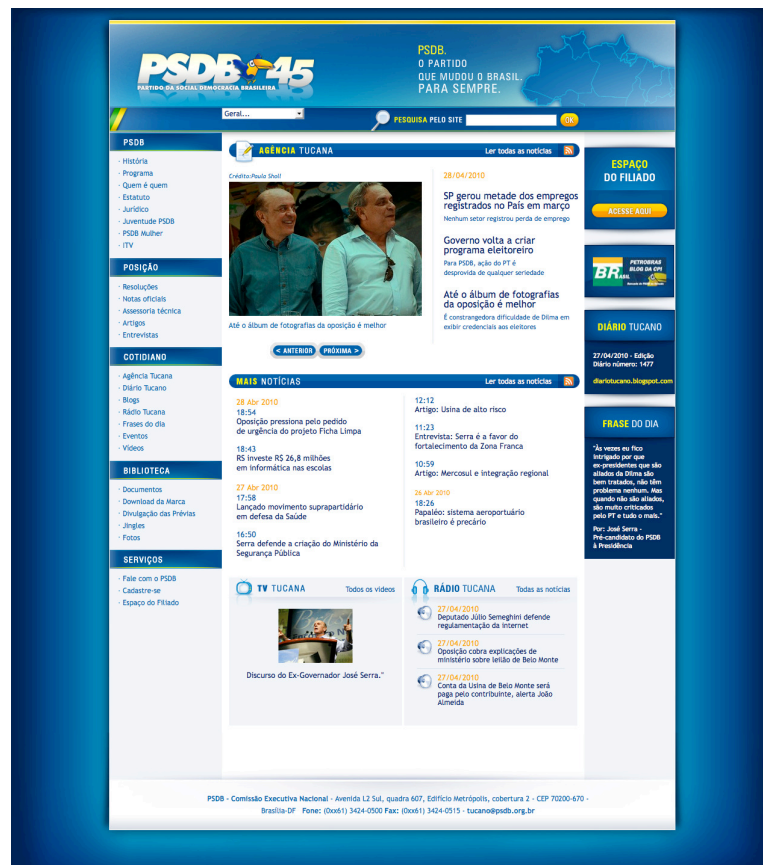 PSDB 45
PARTIDO DA SOCIAL DEMOCRACIA BRASILEIRA
PSDB.
O PARTIDO
QUE MUDOU O BRASIL.
PARA SEMPRE.
Geral...
PESQUISA PELO SITE
OK
PSDB
· História
· Programa
· Quem é quem
· Estatuto
· Jurídico
· Juventude PSDB
· PSDB Mulher
· ITV
POSIÇÃO
· Resoluções
· Notas oficiais
· Assessoria técnica
· Artigos
· Entrevistas
COTIDIANO
· Agência Tucana
· Diário Tucano
· Blogs
· Rádio Tucana
· Frases do dia
· Eventos
· Vídeos
BIBLIOTECA
· Documentos
· Download da Marca
· Divulgação das Prévias
· Jingles
· Fotos
SERVIÇOS
· Fale com o PSDB
· Cadastre-se
· Espaço do Filiado
AGÊNCIA TUCANA
Ler todas as notícias
Crédito:Paulo Sholl
Até o álbum de fotografias da oposição é melhor
< ANTERIOR
PRÓXIMA >
28/04/2010
SP gerou metade dos empregos
registrados no País em março
Nenhum setor registrou perda de emprego
Governo volta a criar
programa eleitoreiro
Para PSDB, ação do PT é
desprovida de qualquer seriedade
Até o álbum de fotografias
da oposição é melhor
É constrangedora dificuldade de Dilma em
exibir credenciais aos eleitores
MAIS NOTÍCIAS
Ler todas as notícias
28 Abr 2010
18:54
Oposição pressiona pelo pedido
de urgência do projeto Ficha Limpa
18:43
RS investe R$ 26,8 milhões
em informática nas escolas
27 Abr 2010
17:58
Lançado movimento suprapartidário
em defesa da Saúde
16:50
Serra defende a criação do Ministério da
Segurança Pública
12:12
Artigo: Usina de alto risco
11:23
Entrevista: Serra é a favor do
fortalecimento da Zona Franca
10:59
Artigo: Mercosul e integração regional
26 Abr 2010
18:26
Papaléo: sistema aeroportuário
brasileiro é precário
TV TUCANA
Todos os videos
Discurso do Ex-Governador José Serra."
RÁDIO TUCANA
Todas as notícias
27/04/2010
Deputado Júlio Semeghini defende
regulamentação da internet
27/04/2010
Oposição cobra explicações de
ministério sobre leilão de Belo Monte
27/04/2010
Conta da Usina de Belo Monte será
paga pelo contribuinte, alerta João
Almeida
ESPAÇO
DO FILIADO
ACESSE AQUI
BRASIL
PETROBRAS
BLOG DA CPI
DIÁRIO TUCANO
27/04/2010 - Edição
Diário número: 1477
diariotucano.blogspot.com
FRASE DO DIA
"Às vezes eu fico
intrigado por que
ex-presidentes que são
aliados da Dilma são
bem tratados, não têm
problema nenhum. Mas
quando não são aliados,
são muito criticados
pelo PT e tudo o mais."
Por: José Serra -
Pré-candidato do PSDB
à Presidência
PSDB - Comissão Executiva Nacional - Avenida L2 Sul, quadra 607, Edifício Metrópolis, cobertura 2 - CEP 70200-670 -
Brasília-DF Fone: (0xx61) 3424-0500 Fax: (0xx61) 3424-0515 - tucano@psdb.org.br